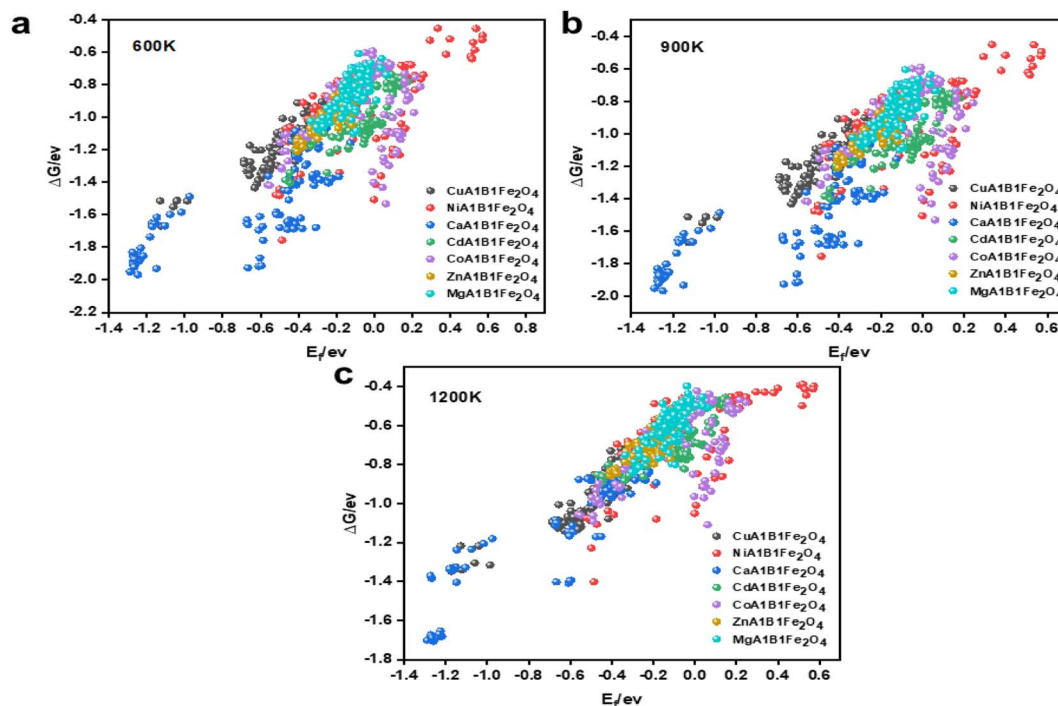 a
600K
-0.4
-0.6
-0.8
-1.0
-1.2
-1.4
-1.6
-1.8
-2.0
-2.2
ΔG/ev
CuA1B1Fe2O4
NiA1B1Fe2O4
CaA1B1Fe2O4
CdA1B1Fe2O4
CoA1B1Fe2O4
ZnA1B1Fe2O4
MgA1B1Fe2O4
-1.4 -1.2 -1.0 -0.8 -0.6 -0.4 -0.2 0.0 0.2 0.4 0.6 0.8
Ef/ev
b
900K
-0.4
-0.6
-0.8
-1.0
-1.2
-1.4
-1.6
-1.8
-2.0
ΔG/ev
CuA1B1Fe2O4
NiA1B1Fe2O4
CaA1B1Fe2O4
CdA1B1Fe2O4
CoA1B1Fe2O4
ZnA1B1Fe2O4
MgA1B1Fe2O4
-1.4 -1.2 -1.0 -0.8 -0.6 -0.4 -0.2 0.0 0.2 0.4 0.6
Ef/ev
c
1200K
-0.4
-0.6
-0.8
-1.0
-1.2
-1.4
-1.6
-1.8
ΔG/ev
CuA1B1Fe2O4
NiA1B1Fe2O4
CaA1B1Fe2O4
CdA1B1Fe2O4
CoA1B1Fe2O4
ZnA1B1Fe2O4
MgA1B1Fe2O4
-1.4 -1.2 -1.0 -0.8 -0.6 -0.4 -0.2 0.0 0.2 0.4 0.6
Ef/ev